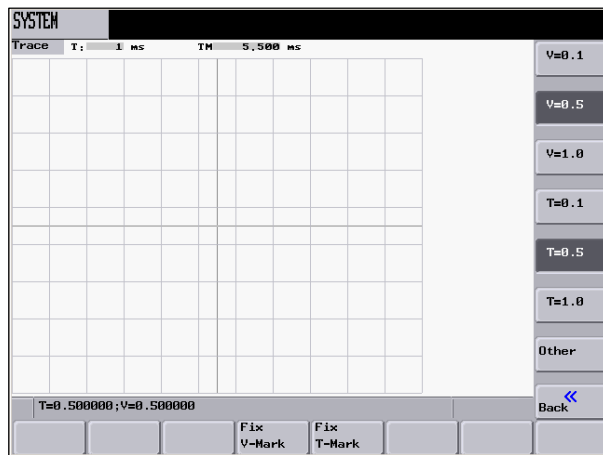 SYSTEM
Trace T: 1 ms TM 5.500 ms
V=0.1
V=0.5
V=1.0
T=0.1
T=0.5
T=1.0
Other
Back
T=0.500000;V=0.500000
Fix V-Mark
Fix T-Mark